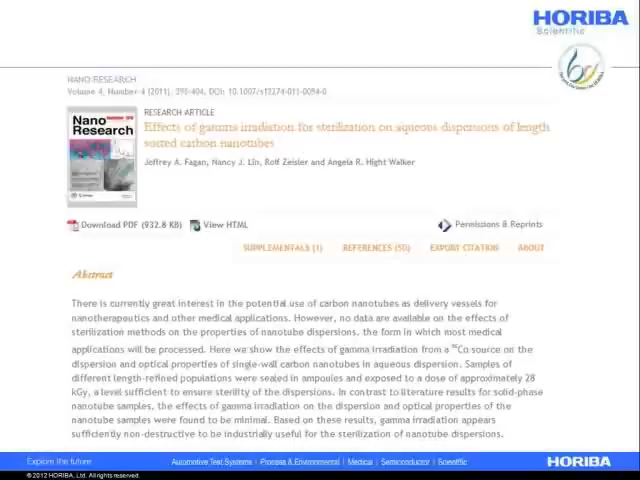 HORIBA
Scientific
NANO RESEARCH
Volume 4, Number 4 (2011), 393-404, DOI: 10.1007/s12274-011-0094-0
Nano
Research
RESEARCH ARTICLE
Effects of gamma irradiation for sterilization on aqueous dispersions of length
sorted carbon nanotubes
Jeffrey A. Fagan, Nancy J. Lin, Rolf Zeisler and Angela R. Hight Walker
Download PDF (932.8 KB)
View HTML
Permissions & Reprints
SUPPLEMENTALS (1)
REFERENCES (50)
EXPORT CITATION
ABOUT
Abstract
There is currently great interest in the potential use of carbon nanotubes as delivery vessels for
nanotherapeutics and other medical applications. However, no data are available on the effects of
sterilization methods on the properties of nanotube dispersions, the form in which most medical
applications will be processed. Here we show the effects of gamma irradiation from a ⁶⁰Co source on the
dispersion and optical properties of single-wall carbon nanotubes in aqueous dispersion. Samples of
different length-refined populations were sealed in ampoules and exposed to a dose of approximately 28
kGy, a level sufficient to ensure sterility of the dispersions. In contrast to literature results for solid-phase
nanotube samples, the effects of gamma irradiation on the dispersion and optical properties of the
nanotube samples were found to be minimal. Based on these results, gamma irradiation appears
sufficiently non-destructive to be industrially useful for the sterilization of nanotube dispersions.
Explore the future
Automotive Test Systems | Process & Environmental | Medical | Semiconductor | Scientific
HORIBA
© 2012 HORIBA, Ltd. All rights reserved.